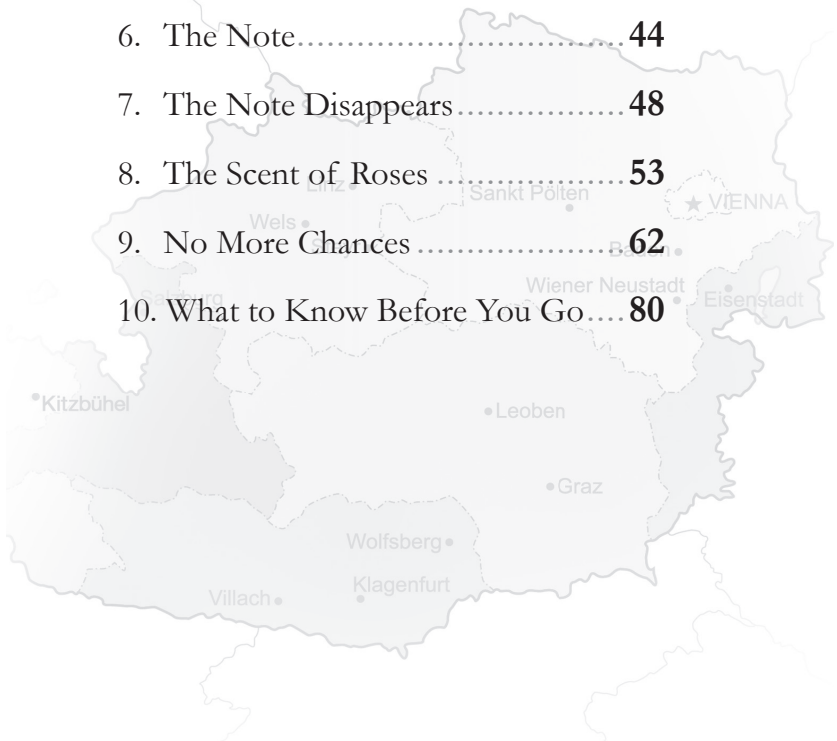 6. The Note..............................44
7. The Note Disappears.................48
8. The Scent of Roses ...................53
Linz
Sankt Pölten
VIENNA
Wels
9. No More Chances .....................62
Baden
Wiener Neustadt
Eisenstadt
Salzburg
10. What to Know Before You Go....80
Kitzbühel
Leoben
Graz
Wolfsberg
Klagenfurt
Villach